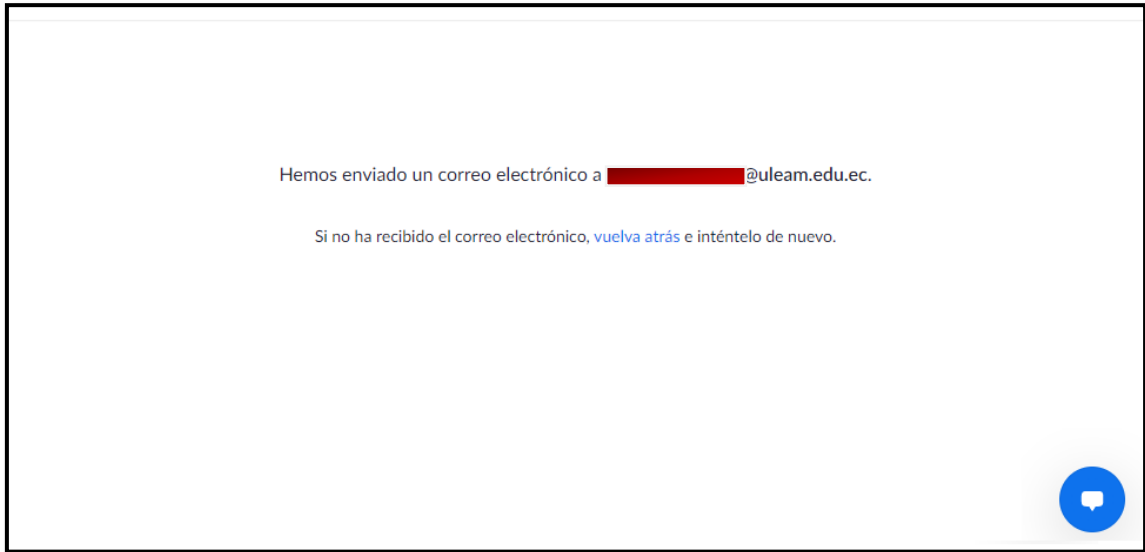 Hemos enviado un correo electrónico a @uleam.edu.ec.
Si no ha recibido el correo electrónico, vuelva atrás e inténtelo de nuevo.